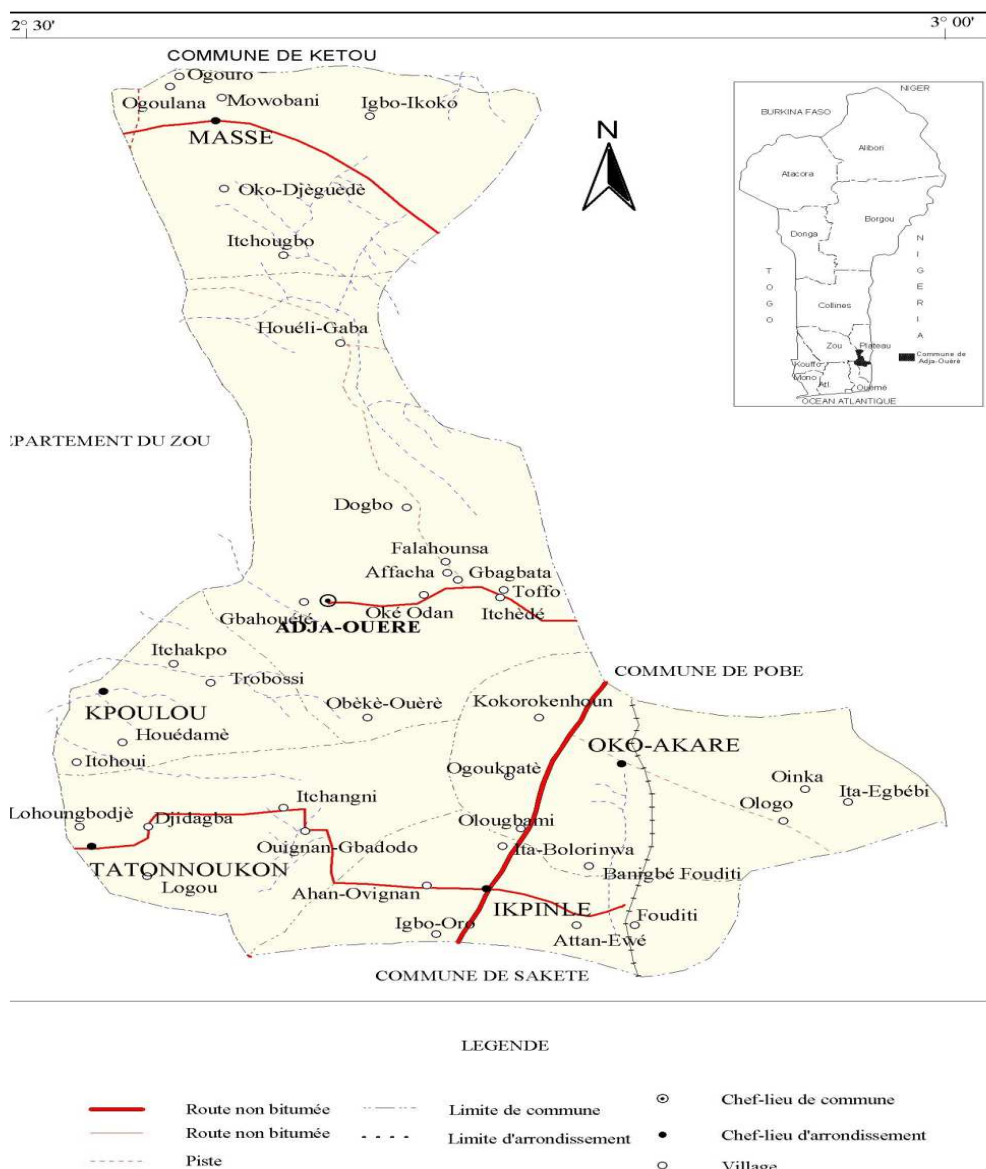 2° 30'
3° 00'
COMMUNE DE KETOU
Ogouro
Ogoulana
Mowobani
Igbo-Ikoko
MASSE
Oko-Djèguèdè
Itchougbo
Houéli-Gaba
EPARTEMENT DU ZOU
Dogbo
Falahounsa
Affacha
Gbagbata
Toffo
Oké Odan
Itchèdé
Gbahouété
ADJA-OUERE
Itchakpo
Trobossi
COMMUNE DE POBE
KPOULOU
Obèkè-Ouèrè
Kokorokenhoun
Houédamè
OKO-AKARE
Itohoui
Ogoukpatè
Oinka
Ita-Egbébi
Ologo
Itchangni
Lohoungbodjè
Djidagba
Olougbami
Ouignan-Gbadodo
Ita-Bolorinwa
TATONNOUKON
Banigbé Fouditi
Logou
Ahan-Ovignan
IKPINLE
Fouditi
Igbo-Oro
Attan-Ewé
COMMUNE DE SAKETE
N
NIGER
BURKINA FASO
Alibori
Atacora
Borgou
Donga
TOGO
NIGERIA
Collines
Zou
Plateau
Commune de
Adja-Ouèrè
Kouffo
Mono
Atl
Ouémé
OCEAN ATLANTIQUE
LEGENDE
Route non bitumée
Limite de commune
Chef-lieu de commune
Route non bitumée
Limite d'arrondissement
Chef-lieu d'arrondissement
Piste
Village